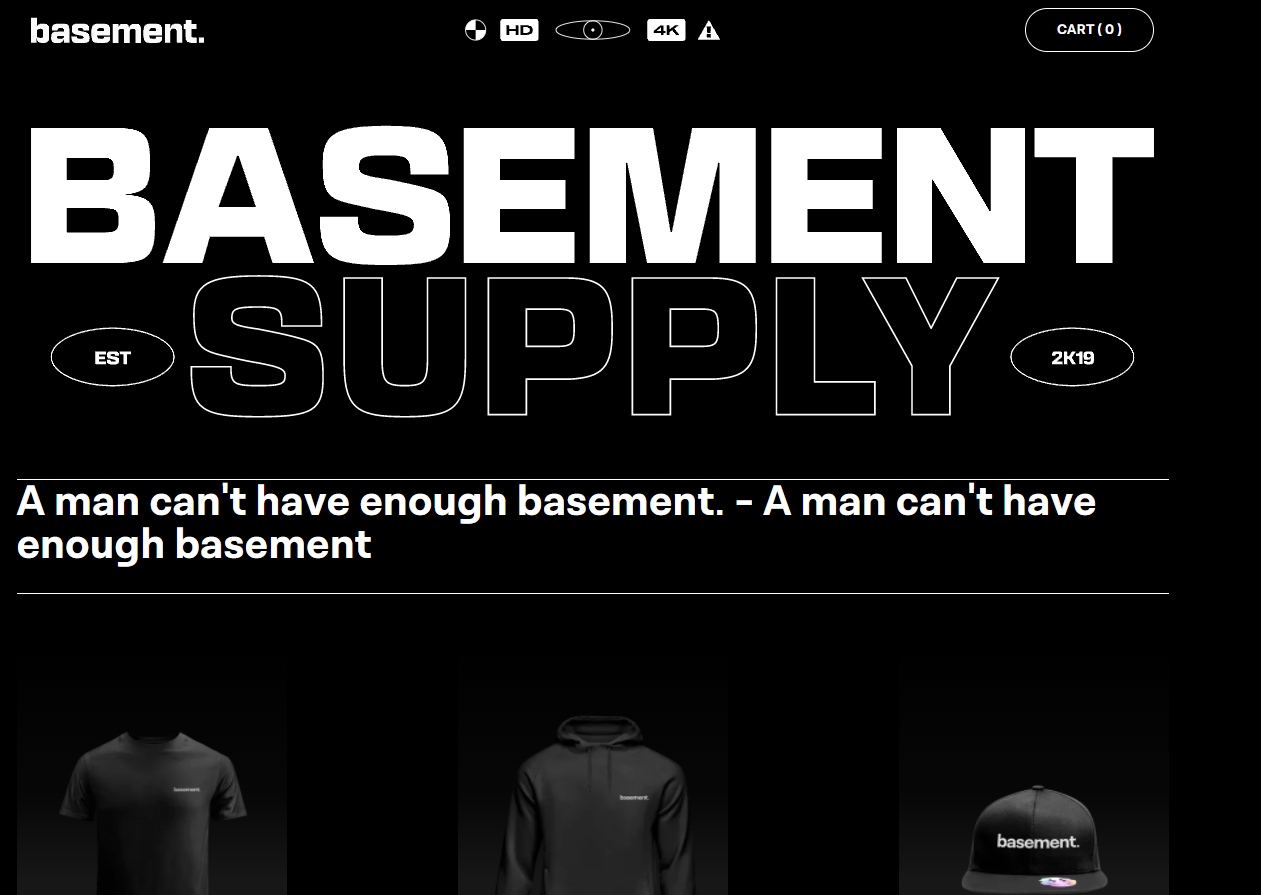 basement.
HD
4K
CART ( 0 )
BASEMENT
SUPPLY
EST
2K19
A man can't have enough basement. - A man can't have
enough basement
basement.
basement.
basement.